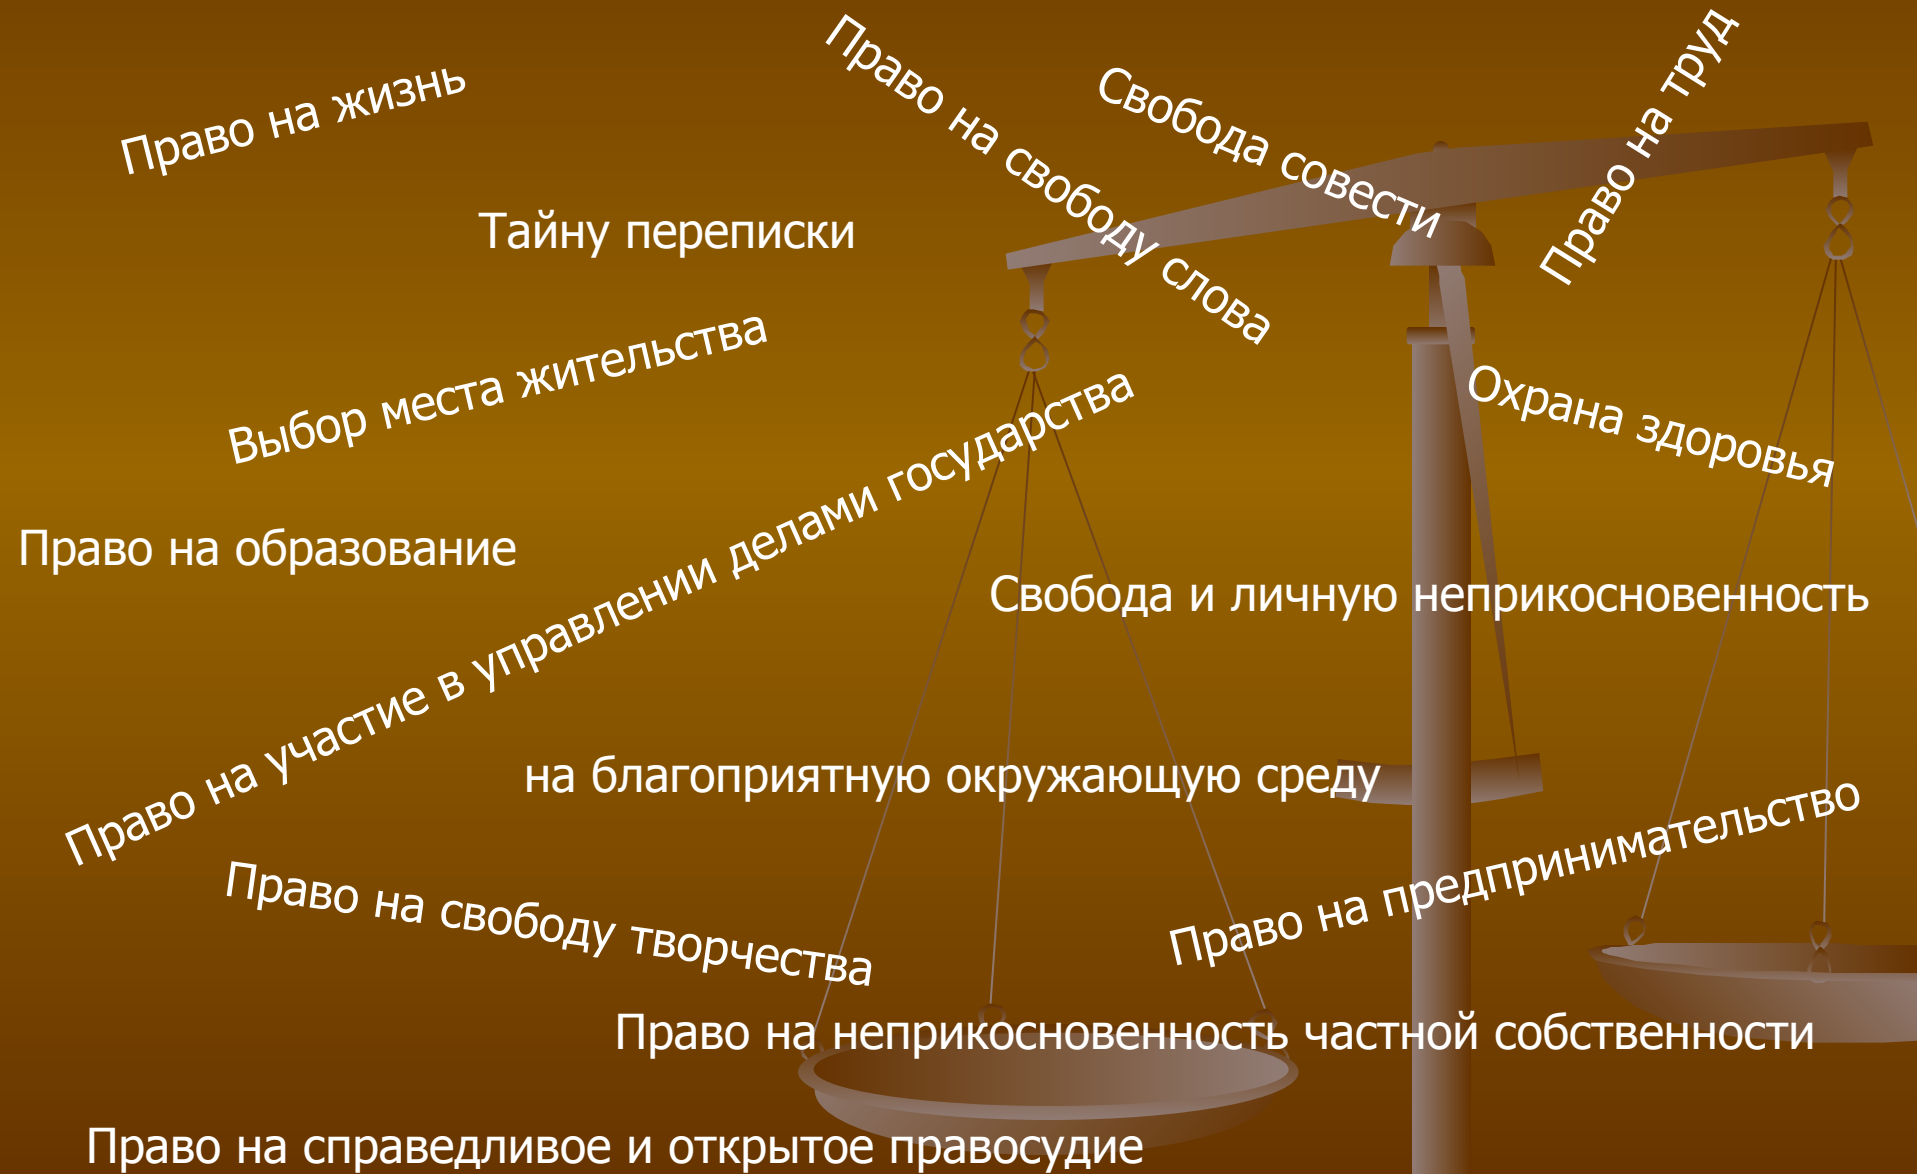 Право на жизнь
Право на свободу слова
Свобода совести
Право на труд
Тайну переписки
Выбор места жительства
Охрана здоровья
Право на образование
Право на участие в управлении делами государства
Свобода и личную неприкосновенность
на благоприятную окружающую среду
Право на предпринимательство
Право на свободу творчества
Право на неприкосновенность частной собственности
Право на справедливое и открытое правосудие